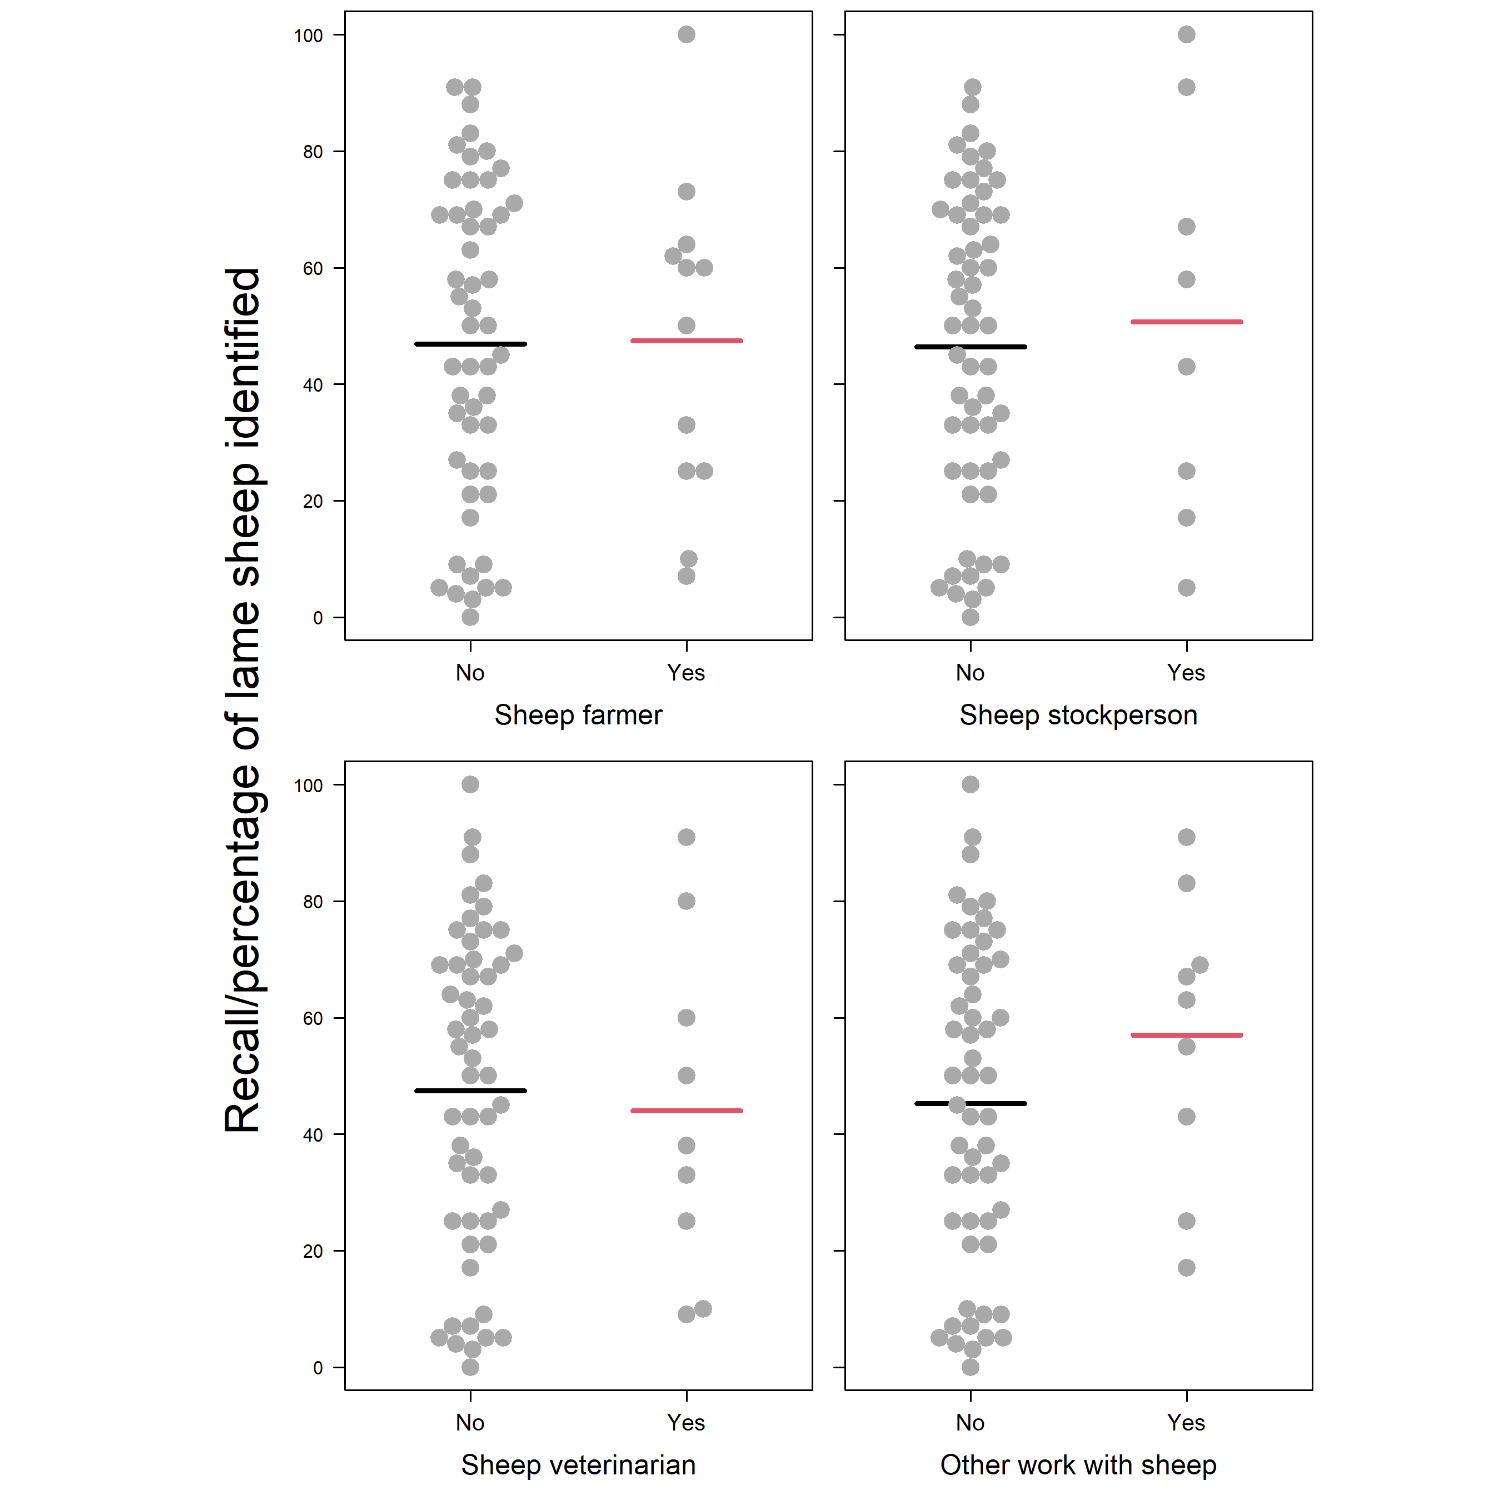 Recall/percentage of lame sheep identified
100
80
60
40
20
0
No Yes
Sheep farmer
No Yes
Sheep stockperson
100
80
60
40
20
0
No Yes
Sheep veterinarian
No Yes
Other work with sheep